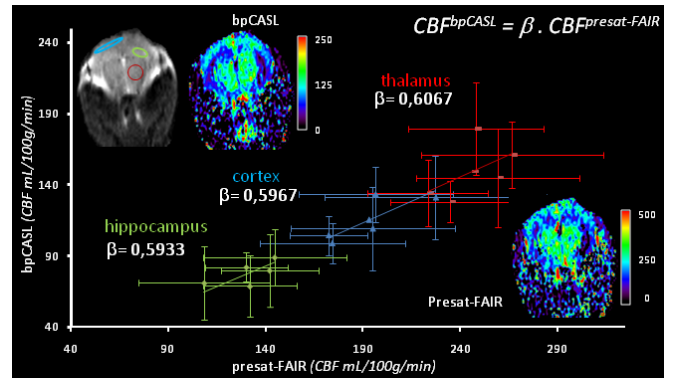 bpCASL
CBF^bpCASL = β . CBF^presat-FAIR
250
125
0
thalamus
β= 0,6067
cortex
β= 0,5967
hippocampus
β= 0,5933
500
250
0
Presat-FAIR
bpCASL (CBF mL/100g/min)
240
190
140
90
40
40
90
140
190
240
290
presat-FAIR (CBF mL/100g/min)